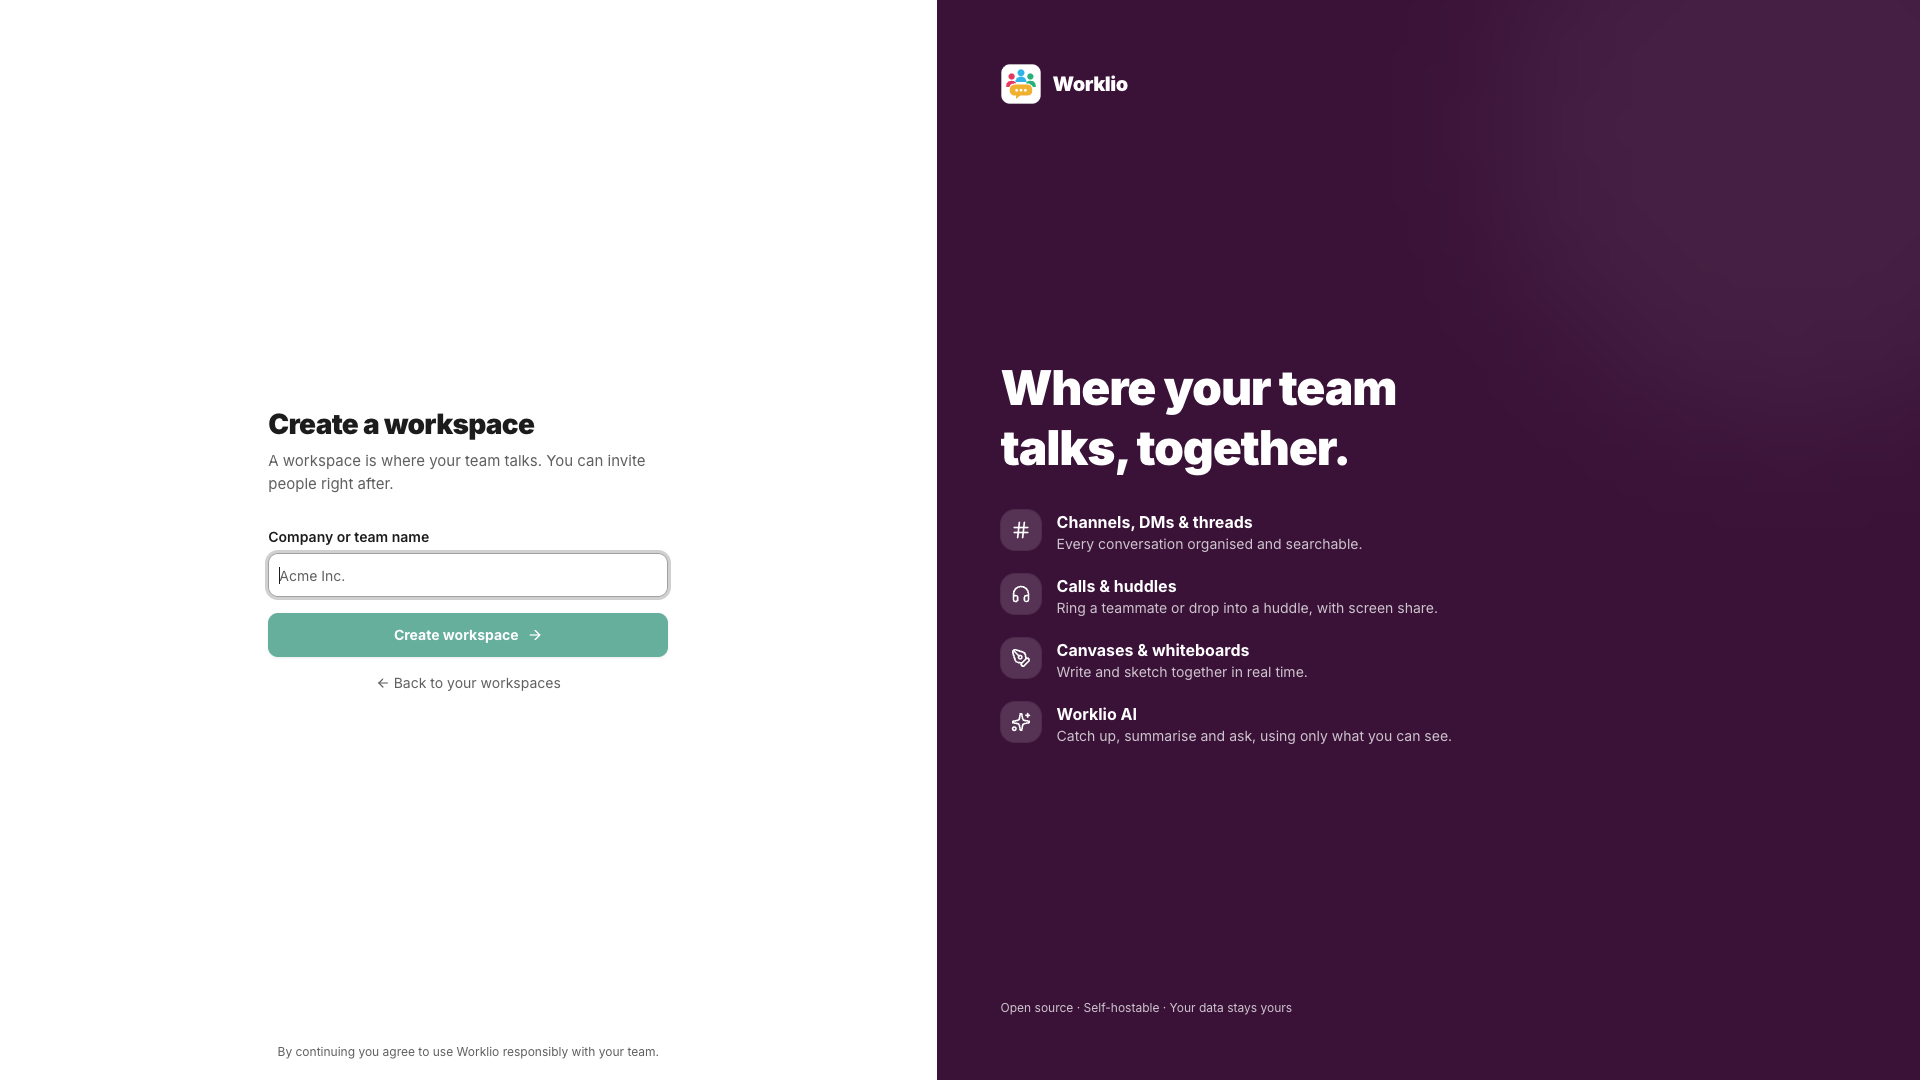 Create a workspace
A workspace is where your team talks. You can invite
people right after.
Company or team name
Acme Inc.
Create workspace →
← Back to your workspaces
By continuing you agree to use Worklio responsibly with your team.
Worklio
Where your team
talks, together.
Channels, DMs & threads
Every conversation organised and searchable.
Calls & huddles
Ring a teammate or drop into a huddle, with screen share.
Canvases & whiteboards
Write and sketch together in real time.
Worklio AI
Catch up, summarise and ask, using only what you can see.
Open source · Self-hostable · Your data stays yours